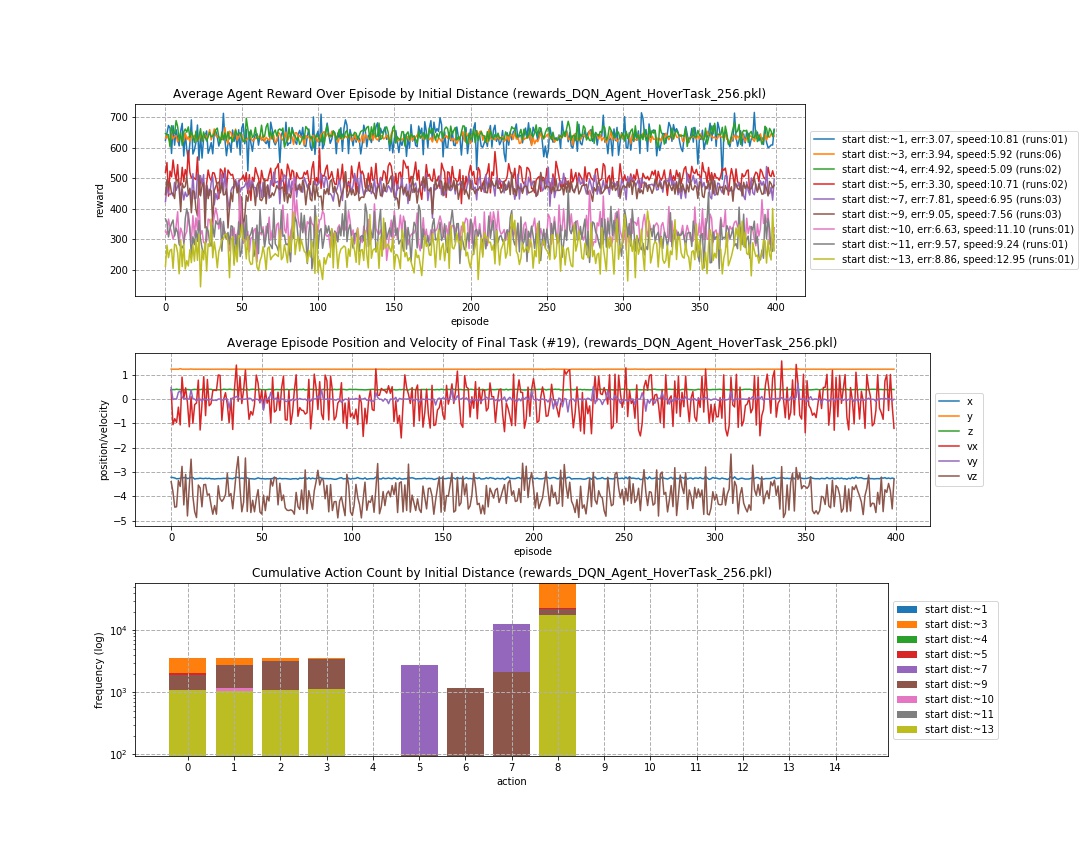 Average Agent Reward Over Episode by Initial Distance (rewards_DQN_Agent_HoverTask_256.pkl)
700
600
500
400
300
200
reward
0 50 100 150 200 250 300 350 400
episode
start dist:~1, err:3.07, speed:10.81 (runs:01)
start dist:~3, err:3.94, speed:5.92 (runs:06)
start dist:~4, err:4.92, speed:5.09 (runs:02)
start dist:~5, err:3.30, speed:10.71 (runs:02)
start dist:~7, err:7.81, speed:6.95 (runs:03)
start dist:~9, err:9.05, speed:7.56 (runs:03)
start dist:~10, err:6.63, speed:11.10 (runs:01)
start dist:~11, err:9.57, speed:9.24 (runs:01)
start dist:~13, err:8.86, speed:12.95 (runs:01)
Average Episode Position and Velocity of Final Task (#19), (rewards_DQN_Agent_HoverTask_256.pkl)
1
0
−1
−2
−3
−4
−5
position/velocity
0 50 100 150 200 250 300 350 400
episode
x
y
z
vx
vy
vz
Cumulative Action Count by Initial Distance (rewards_DQN_Agent_HoverTask_256.pkl)
10⁴
10³
10²
frequency (log)
0 1 2 3 4 5 6 7 8 9 10 11 12 13 14
action
start dist:~1
start dist:~3
start dist:~4
start dist:~5
start dist:~7
start dist:~9
start dist:~10
start dist:~11
start dist:~13